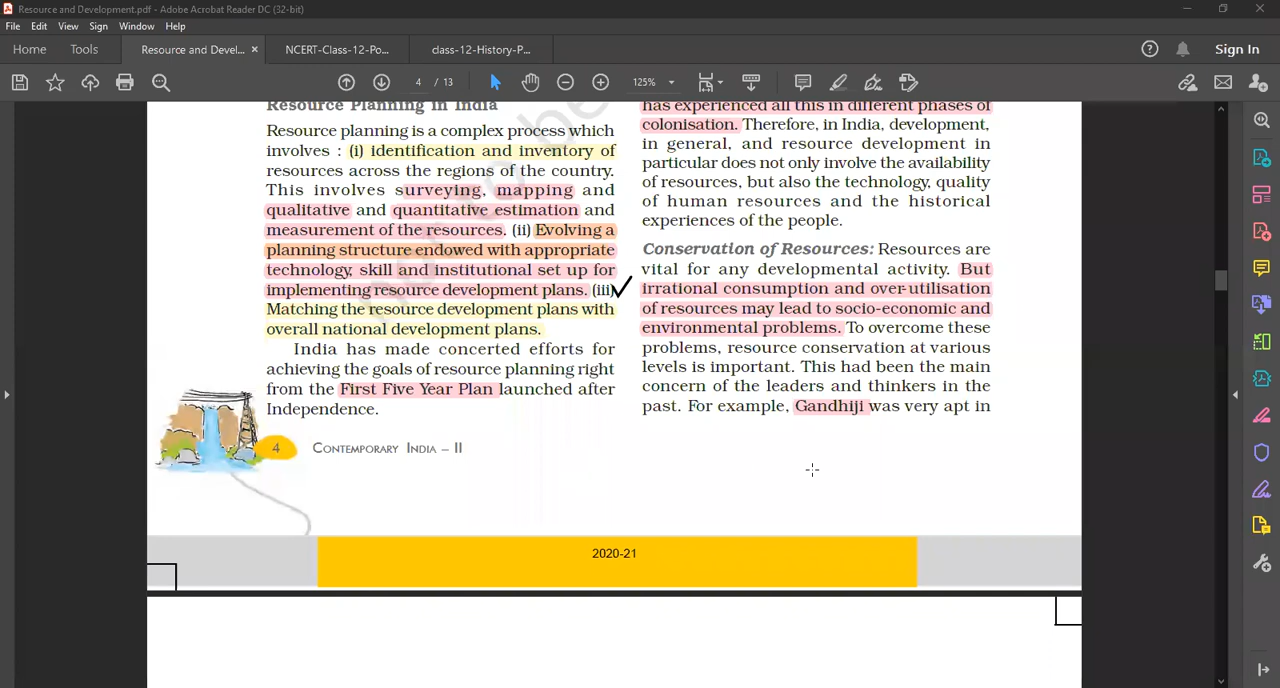 Resource and Development.pdf - Adobe Acrobat Reader DC (32-bit)
File Edit View Sign Window Help
Home Tools Resource and Devel... × NCERT-Class-12-Po... class-12-History-P... Sign In
4 / 13 125%
Resource Planning in India
Resource planning is a complex process which
involves : (i) identification and inventory of
resources across the regions of the country.
This involves surveying, mapping and
qualitative and quantitative estimation and
measurement of the resources. (ii) Evolving a
planning structure endowed with appropriate
technology, skill and institutional set up for
implementing resource development plans. (iii)
Matching the resource development plans with
overall national development plans.
India has made concerted efforts for
achieving the goals of resource planning right
from the First Five Year Plan launched after
Independence.
has experienced all this in different phases of
colonisation. Therefore, in India, development,
in general, and resource development in
particular does not only involve the availability
of resources, but also the technology, quality
of human resources and the historical
experiences of the people.
Conservation of Resources: Resources are
vital for any developmental activity. But
irrational consumption and over-utilisation
of resources may lead to socio-economic and
environmental problems. To overcome these
problems, resource conservation at various
levels is important. This had been the main
concern of the leaders and thinkers in the
past. For example, Gandhiji was very apt in
4 CONTEMPORARY INDIA – II
2020-21